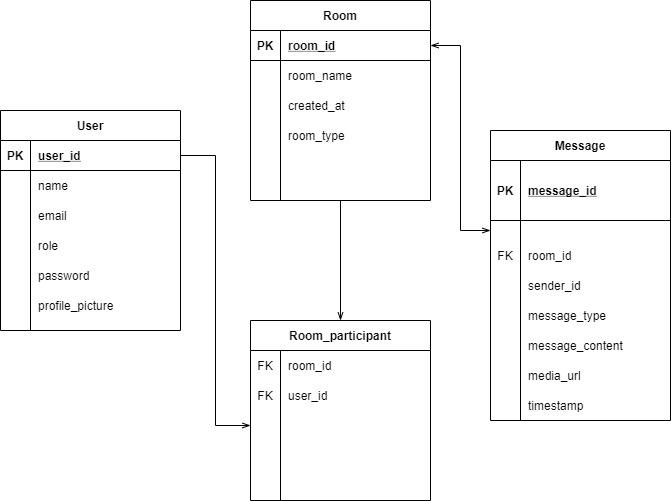 Room
PK room_id
room_name
created_at
room_type
User
PK user_id
name
email
role
password
profile_picture
Message
PK message_id
FK room_id
sender_id
message_type
message_content
media_url
timestamp
Room_participant
FK room_id
FK user_id